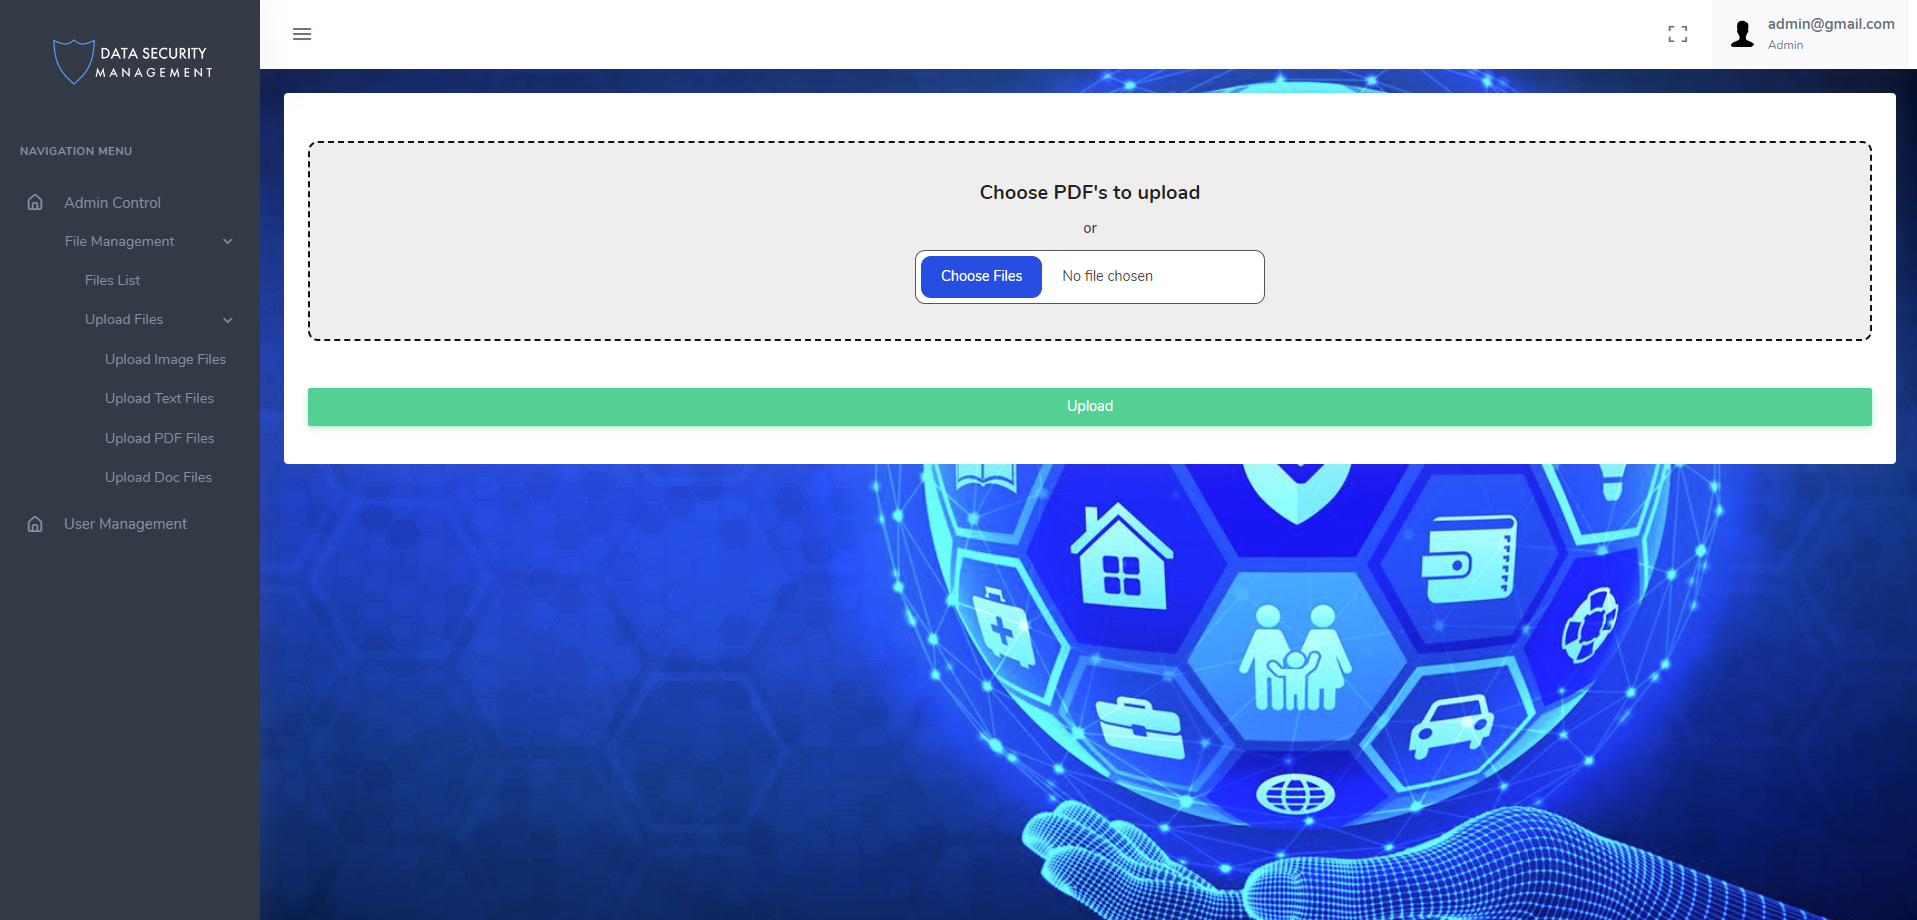 DATA SECURITY
MANAGEMENT
NAVIGATION MENU
Admin Control
File Management
Files List
Upload Files
Upload Image Files
Upload Text Files
Upload PDF Files
Upload Doc Files
User Management
admin@gmail.com
Admin
Choose PDF's to upload
or
Choose Files No file chosen
Upload